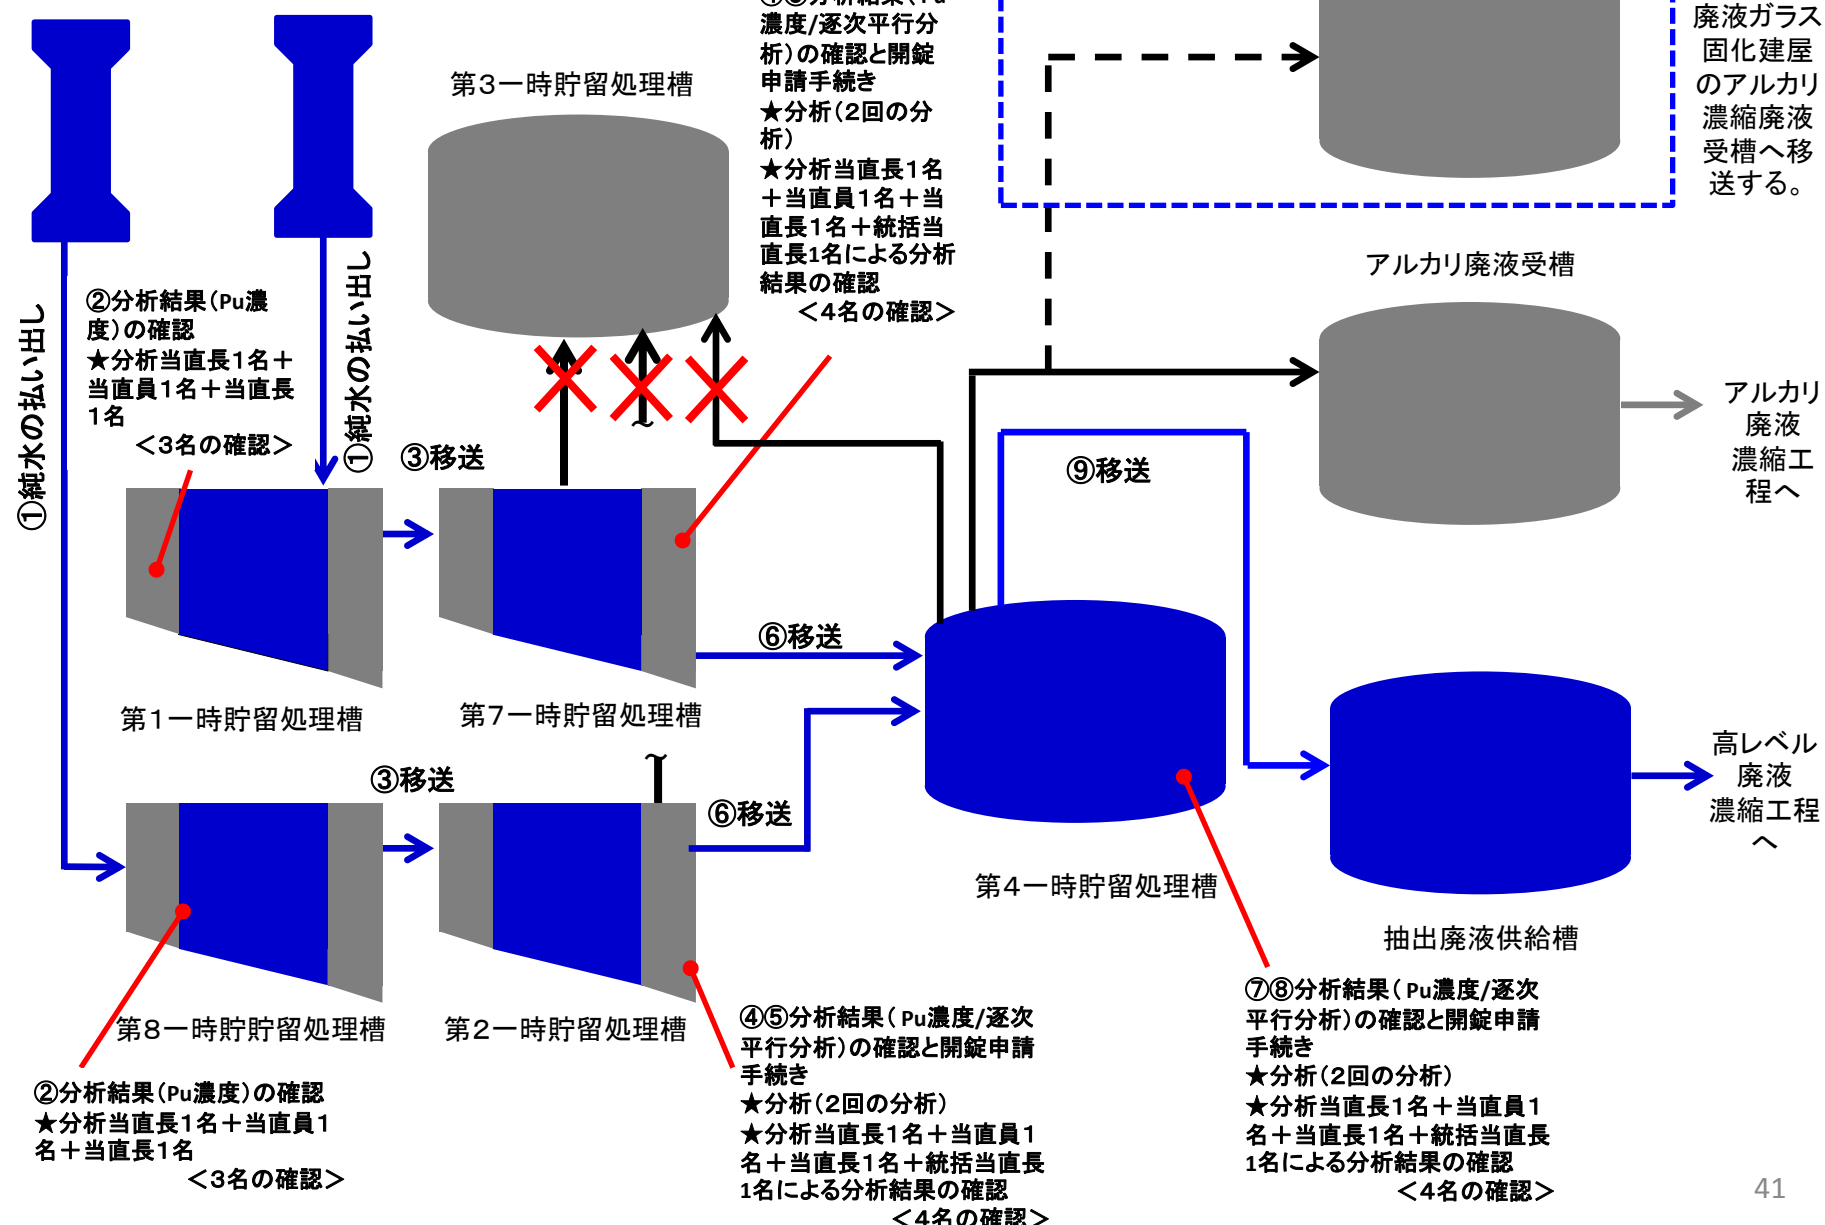 ①③分析結果(Pu
濃度/逐次平行分
析)の確認と開錠
申請手続き
★分析(2回の分
析)
★分析当直長1名
+当直員1名+当
直長1名+統括当
直長1名による分析
結果の確認
<4名の確認>
廃液ガラス
固化建屋
のアルカリ
濃縮廃液
受槽へ移
送する。
第3一時貯留処理槽
アルカリ廃液受槽
①純水の払い出し
②分析結果(Pu濃
度)の確認
★分析当直長1名+
当直員1名+当直長
1名
<3名の確認>
①純水の払い出し
③移送
⑨移送
アルカリ
廃液
濃縮工
程へ
⑥移送
第1一時貯留処理槽
第7一時貯留処理槽
③移送
⑥移送
高レベル
廃液
濃縮工程
へ
第4一時貯留処理槽
抽出廃液供給槽
第8一時貯貯留処理槽
第2一時貯留処理槽
②分析結果(Pu濃度)の確認
★分析当直長1名+当直員1
名+当直長1名
<3名の確認>
④⑤分析結果( Pu濃度/逐次
平行分析)の確認と開錠申請
手続き
★分析(2回の分析)
★分析当直長1名+当直員1
名+当直長1名+統括当直長
1名による分析結果の確認
<4名の確認>
⑦⑧分析結果( Pu濃度/逐次
平行分析)の確認と開錠申請
手続き
★分析(2回の分析)
★分析当直長1名+当直員1
名+当直長1名+統括当直長
1名による分析結果の確認
<4名の確認>
41